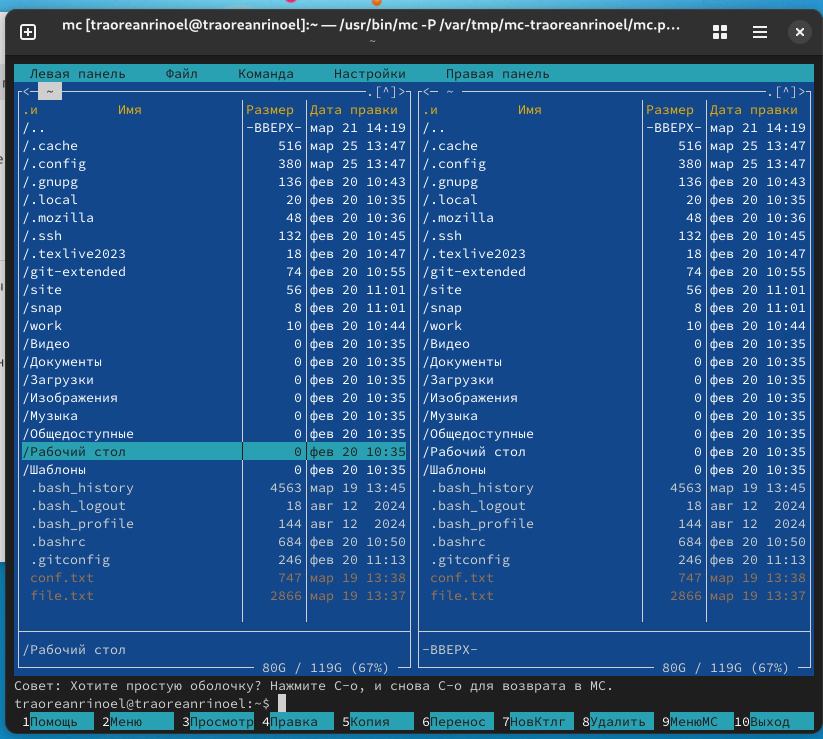 mc [traoreanrinoel@traoreanrinoel]:~ — /usr/bin/mc -P /var/tmp/mc-traoreanrinoel/mc.p…
~
Левая панель Файл Команда Настройки Правая панель
<— ~ .[^]> <— ~ .[^]>
.и Имя Размер Дата правки .и Имя Размер Дата правки
/.. -ВВЕРХ- мар 21 14:19 /.. -ВВЕРХ- мар 21 14:19
/.cache 516 мар 25 13:47 /.cache 516 мар 25 13:47
/.config 380 мар 25 13:47 /.config 380 мар 25 13:47
/.gnupg 136 фев 20 10:43 /.gnupg 136 фев 20 10:43
/.local 20 фев 20 10:35 /.local 20 фев 20 10:35
/.mozilla 48 фев 20 10:36 /.mozilla 48 фев 20 10:36
/.ssh 132 фев 20 10:45 /.ssh 132 фев 20 10:45
/.texlive2023 18 фев 20 10:47 /.texlive2023 18 фев 20 10:47
/git-extended 74 фев 20 10:55 /git-extended 74 фев 20 10:55
/site 56 фев 20 11:01 /site 56 фев 20 11:01
/snap 8 фев 20 11:01 /snap 8 фев 20 11:01
/work 10 фев 20 10:44 /work 10 фев 20 10:44
/Видео 0 фев 20 10:35 /Видео 0 фев 20 10:35
/Документы 0 фев 20 10:35 /Документы 0 фев 20 10:35
/Загрузки 0 фев 20 10:35 /Загрузки 0 фев 20 10:35
/Изображения 0 фев 20 10:35 /Изображения 0 фев 20 10:35
/Музыка 0 фев 20 10:35 /Музыка 0 фев 20 10:35
/Общедоступные 0 фев 20 10:35 /Общедоступные 0 фев 20 10:35
/Рабочий стол 0 фев 20 10:35 /Рабочий стол 0 фев 20 10:35
/Шаблоны 0 фев 20 10:35 /Шаблоны 0 фев 20 10:35
.bash_history 4563 мар 19 13:45 .bash_history 4563 мар 19 13:45
.bash_logout 18 авг 12 2024 .bash_logout 18 авг 12 2024
.bash_profile 144 авг 12 2024 .bash_profile 144 авг 12 2024
.bashrc 684 фев 20 10:50 .bashrc 684 фев 20 10:50
.gitconfig 246 фев 20 11:13 .gitconfig 246 фев 20 11:13
conf.txt 747 мар 19 13:38 conf.txt 747 мар 19 13:38
file.txt 2866 мар 19 13:37 file.txt 2866 мар 19 13:37
/Рабочий стол -ВВЕРХ-
80G / 119G (67%) 80G / 119G (67%)
Совет: Хотите простую оболочку? Нажмите C-o, и снова C-o для возврата в MC.
traoreanrinoel@traoreanrinoel:~$
1Помощь 2Меню 3Просмотр 4Правка 5Копия 6Перенос 7НовКтлг 8Удалить 9МенюMC 10Выход